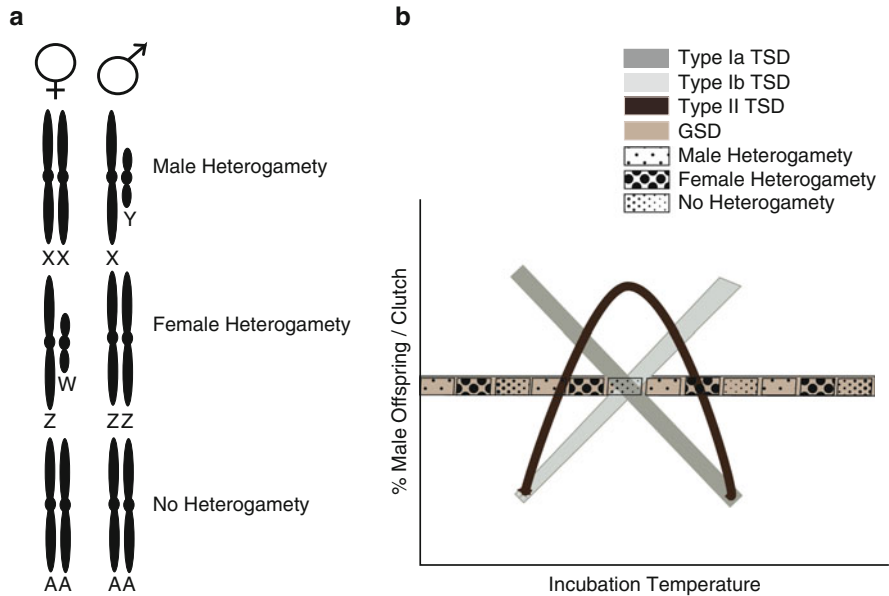 a
Male Heterogamety
Y
XX X
Female Heterogamety
W
Z ZZ
No Heterogamety
AA AA
b
Type Ia TSD
Type Ib TSD
Type II TSD
GSD
Male Heterogamety
Female Heterogamety
No Heterogamety
% Male Offspring / Clutch
Incubation Temperature